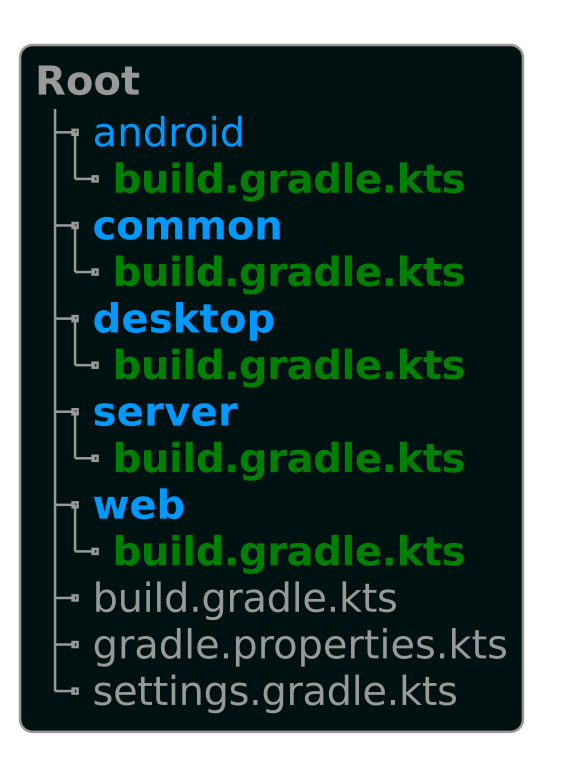 Root
android
build.gradle.kts
common
build.gradle.kts
desktop
build.gradle.kts
server
build.gradle.kts
web
build.gradle.kts
build.gradle.kts
gradle.properties.kts
settings.gradle.kts